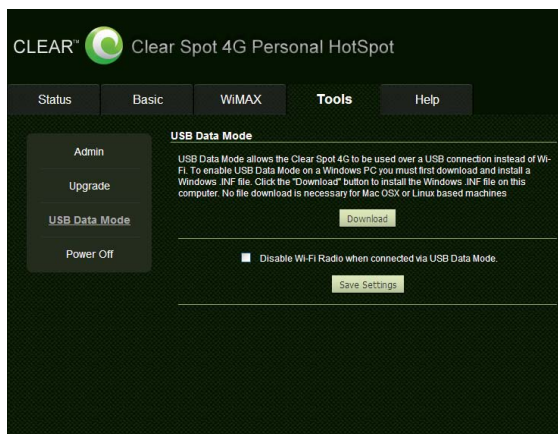 CLEAR™ Clear Spot 4G Personal HotSpot
Status Basic WiMAX Tools Help
Admin
Upgrade
USB Data Mode
Power Off
USB Data Mode
USB Data Mode allows the Clear Spot 4G to be used over a USB connection instead of Wi-
Fi. To enable USB Data Mode on a Windows PC you must first download and install a
Windows .INF file. Click the "Download" button to install the Windows .INF file on this
computer. No file download is necessary for Mac OSX or Linux based machines
Download
Disable Wi-Fi Radio when connected via USB Data Mode.
Save Settings